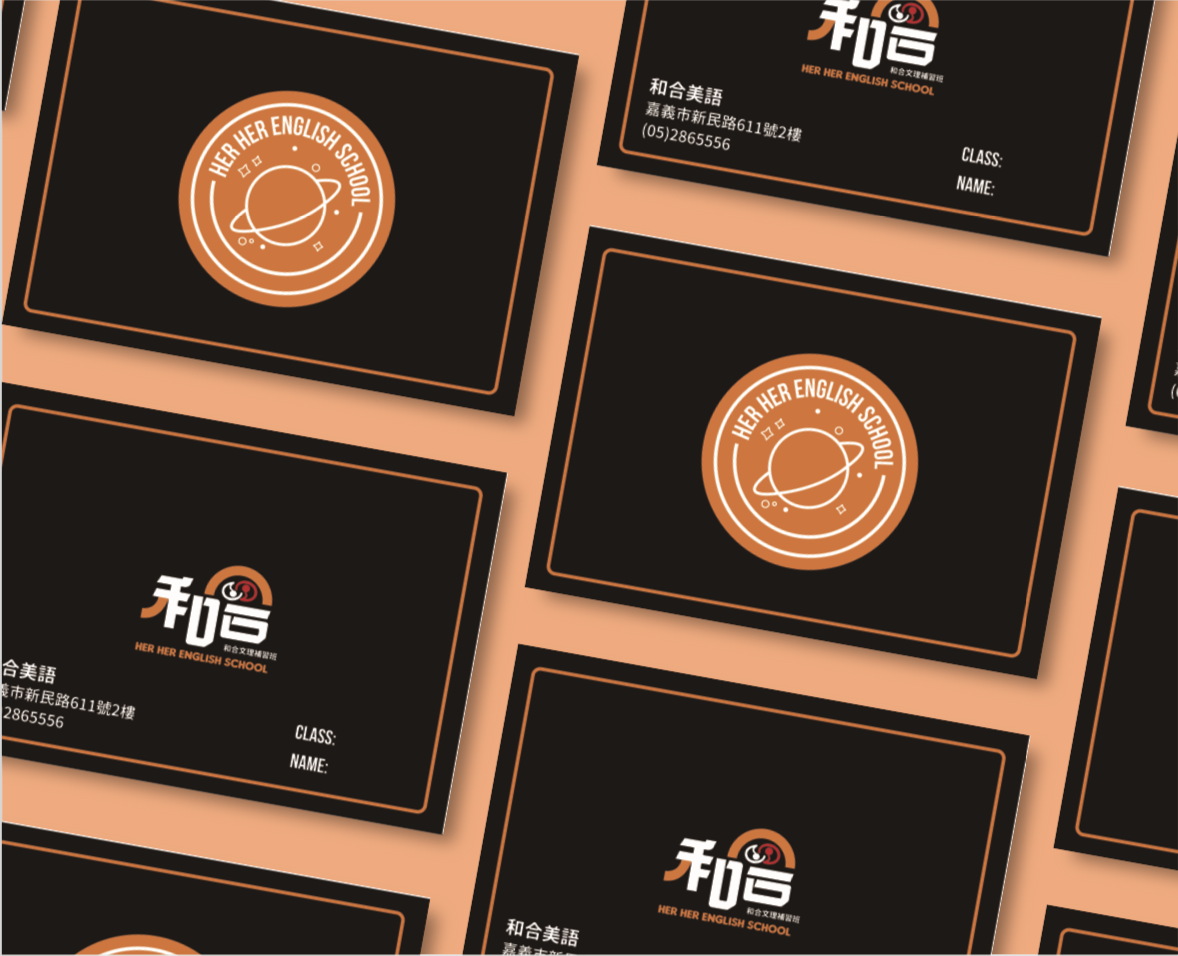 HER HER ENGLISH SCHOOL
和合
和合文理補習班
HER HER ENGLISH SCHOOL
和合美語
嘉義市新民路611號2樓
(05)2865556
CLASS:
NAME:
HER HER ENGLISH SCHOOL
和合
和合文理補習班
HER HER ENGLISH SCHOOL
合美語
義市新民路611號2樓
2865556
CLASS:
NAME:
和合
和合文理補習班
HER HER ENGLISH SCHOOL
和合美語
嘉義市新民